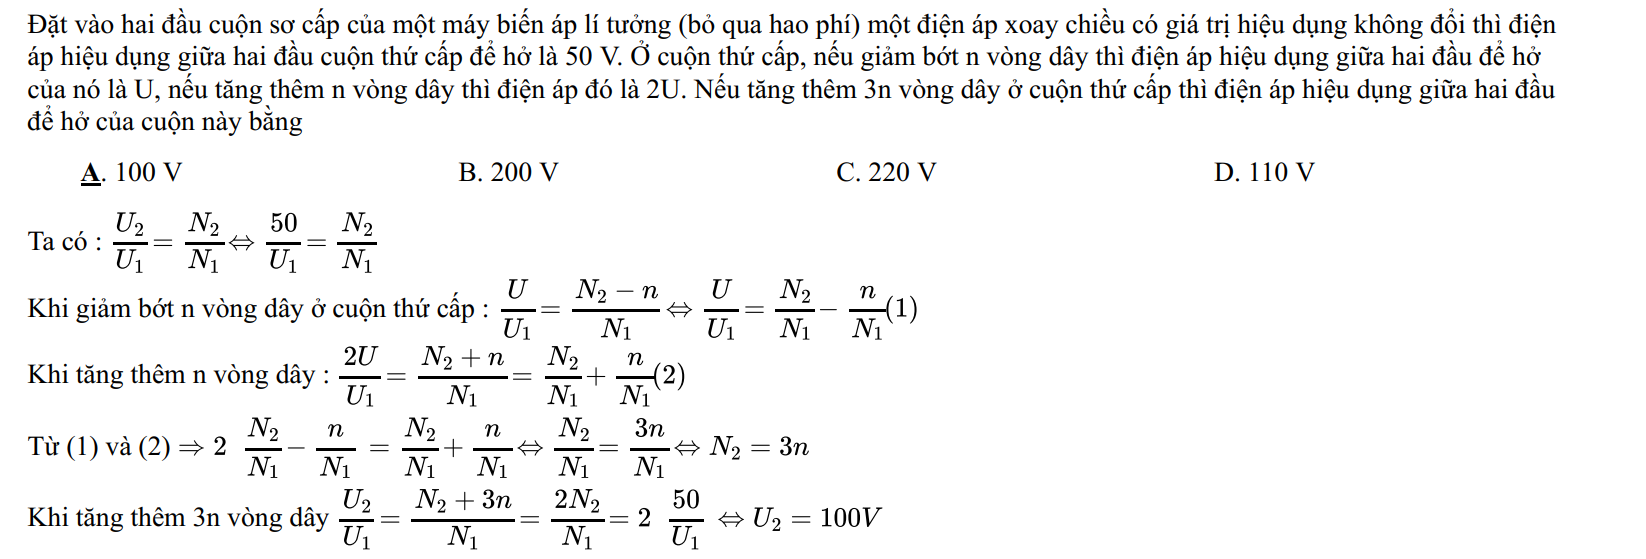 Đặt vào hai đầu cuộn sơ cấp của một máy biến áp lí tưởng (bỏ qua hao phí) một điện áp xoay chiều có giá trị hiệu dụng không đổi thì điện
áp hiệu dụng giữa hai đầu cuộn thứ cấp để hở là 50 V. Ở cuộn thứ cấp, nếu giảm bớt n vòng dây thì điện áp hiệu dụng giữa hai đầu để hở
của nó là U, nếu tăng thêm n vòng dây thì điện áp đó là 2U. Nếu tăng thêm 3n vòng dây ở cuộn thứ cấp thì điện áp hiệu dụng giữa hai đầu
để hở của cuộn này bằng
A. 100 V B. 200 V C. 220 V D. 110 V
Ta có : $\frac{U_2}{U_1} = \frac{N_2}{N_1} \Leftrightarrow \frac{50}{U_1} = \frac{N_2}{N_1}$
Khi giảm bớt n vòng dây ở cuộn thứ cấp : $\frac{U}{U_1} = \frac{N_2 - n}{N_1} \Leftrightarrow \frac{U}{U_1} = \frac{N_2}{N_1} - \frac{n}{N_1} (1)$
Khi tăng thêm n vòng dây : $\frac{2U}{U_1} = \frac{N_2 + n}{N_1} = \frac{N_2}{N_1} + \frac{n}{N_1} (2)$
Từ (1) và (2) $\Rightarrow 2 \frac{N_2}{N_1} - \frac{n}{N_1} = \frac{N_2}{N_1} + \frac{n}{N_1} \Leftrightarrow \frac{N_2}{N_1} = \frac{3n}{N_1} \Leftrightarrow N_2 = 3n$
Khi tăng thêm 3n vòng dây $\frac{U_2}{U_1} = \frac{N_2 + 3n}{N_1} = \frac{2N_2}{N_1} = 2 \frac{50}{U_1} \Leftrightarrow U_2 = 100V$